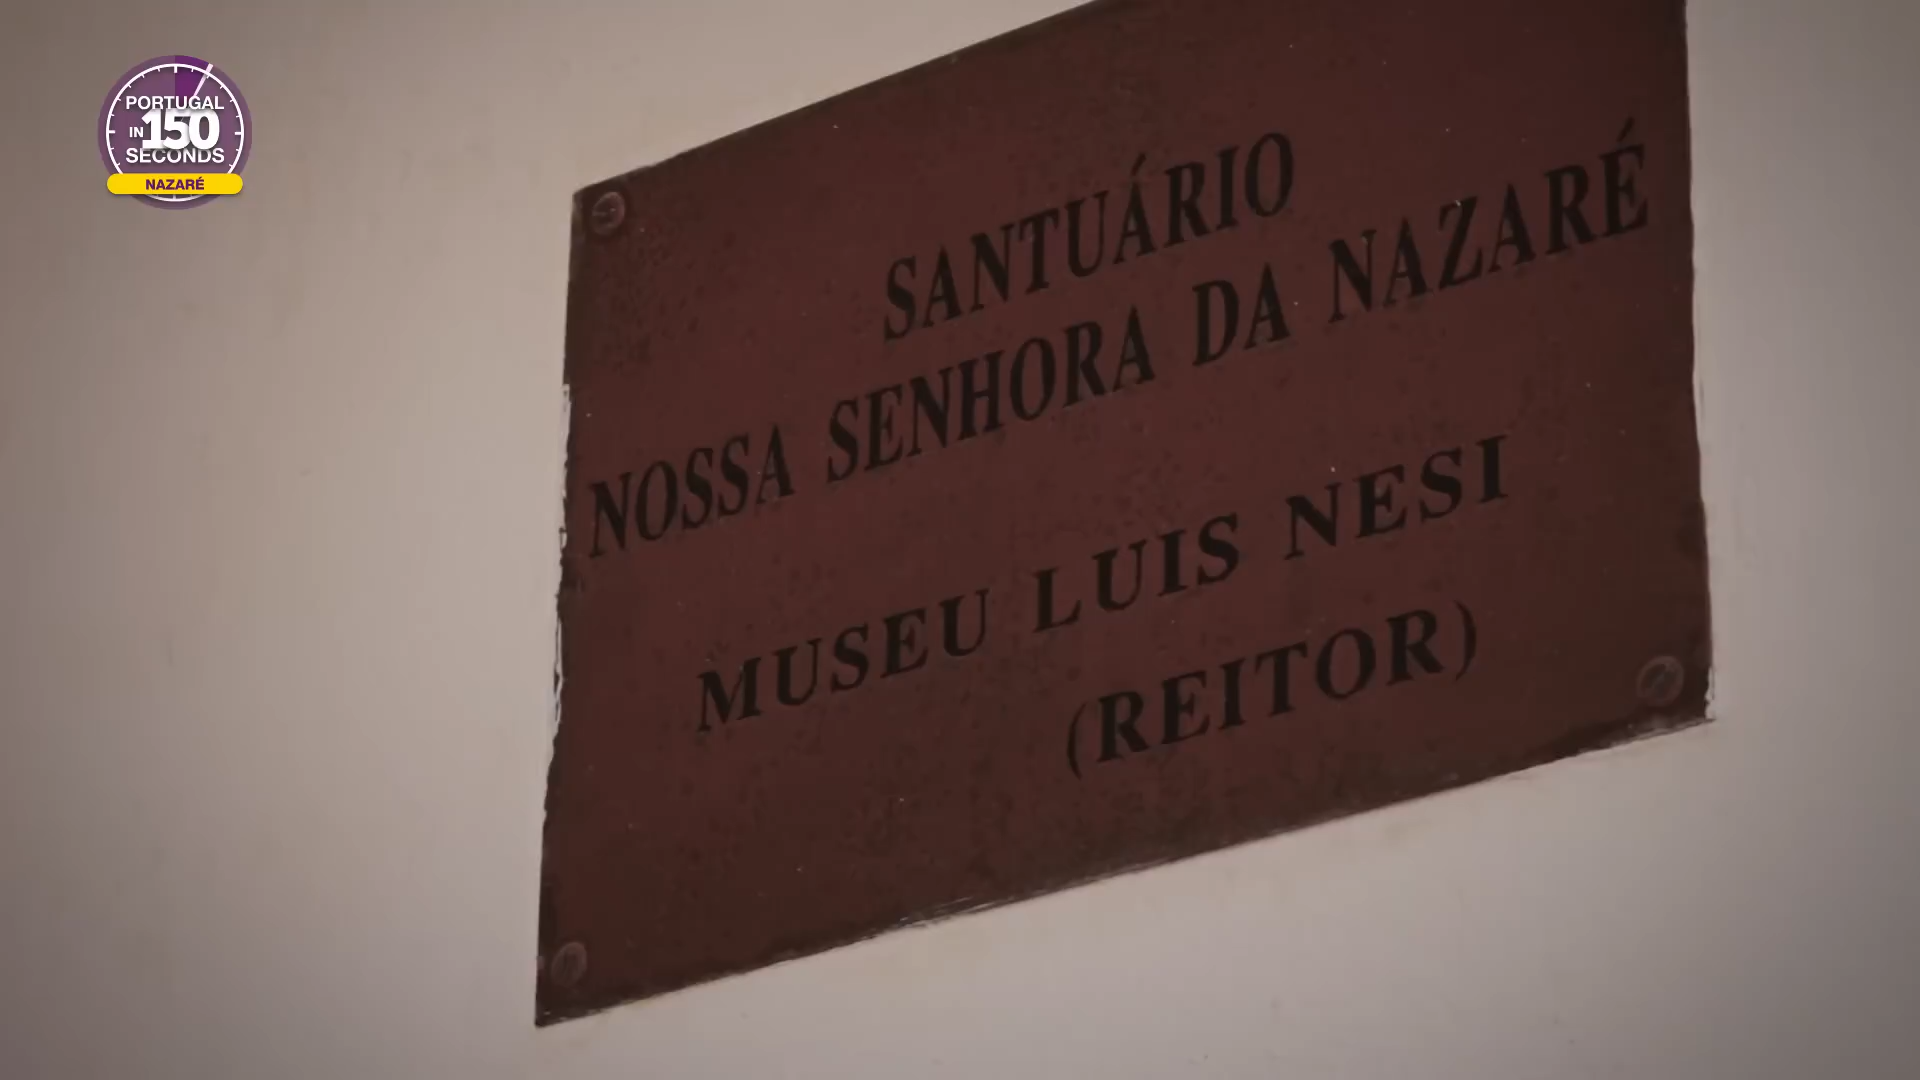 PORTUGAL
IN 150
SECONDS
NAZARÉ
SANTUÁRIO
NOSSA SENHORA DA NAZARÉ
MUSEU LUIS NESI
(REITOR)